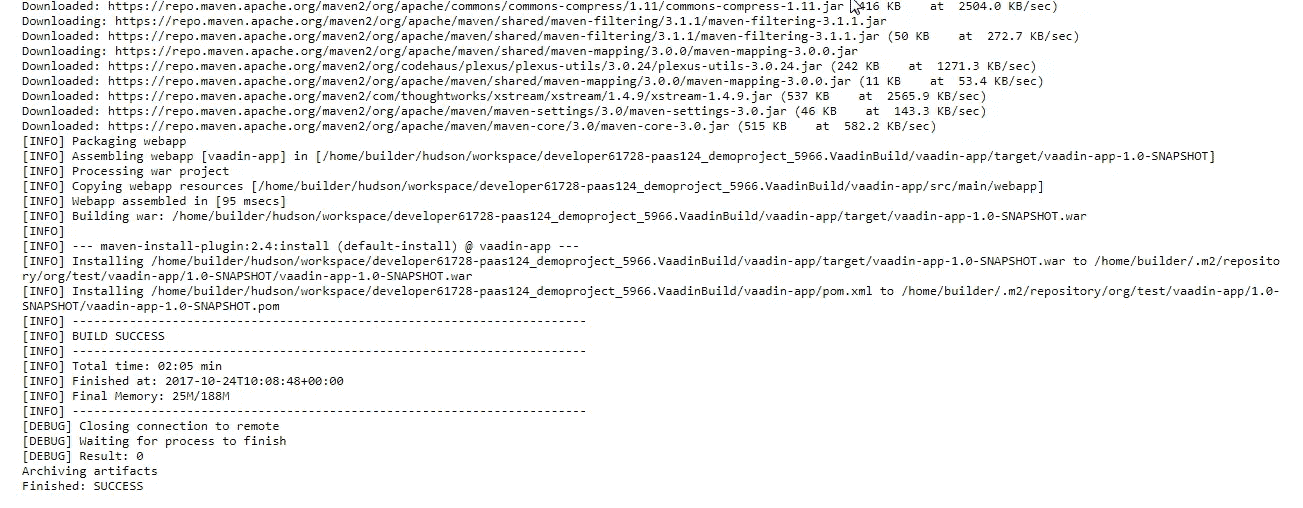 Downloaded: https://repo.maven.apache.org/maven2/org/apache/commons/commons-compress/1.11/commons-compress-1.11.jar (416 KB    at  2504.0 KB/sec)
Downloading: https://repo.maven.apache.org/maven2/org/apache/maven/shared/maven-filtering/3.1.1/maven-filtering-3.1.1.jar
Downloaded: https://repo.maven.apache.org/maven2/org/apache/maven/shared/maven-filtering/3.1.1/maven-filtering-3.1.1.jar (50 KB    at  272.7 KB/sec)
Downloading: https://repo.maven.apache.org/maven2/org/apache/maven/shared/maven-mapping/3.0.0/maven-mapping-3.0.0.jar
Downloaded: https://repo.maven.apache.org/maven2/org/codehaus/plexus/plexus-utils/3.0.24/plexus-utils-3.0.24.jar (242 KB    at  1271.3 KB/sec)
Downloaded: https://repo.maven.apache.org/maven2/org/apache/maven/shared/maven-mapping/3.0.0/maven-mapping-3.0.0.jar (11 KB    at  53.4 KB/sec)
Downloaded: https://repo.maven.apache.org/maven2/com/thoughtworks/xstream/xstream/1.4.9/xstream-1.4.9.jar (537 KB    at  2565.9 KB/sec)
Downloaded: https://repo.maven.apache.org/maven2/org/apache/maven/maven-settings/3.0/maven-settings-3.0.jar (46 KB    at  143.3 KB/sec)
Downloaded: https://repo.maven.apache.org/maven2/org/apache/maven/maven-core/3.0/maven-core-3.0.jar (515 KB    at  582.2 KB/sec)
[INFO] Packaging webapp
[INFO] Assembling webapp [vaadin-app] in [/home/builder/hudson/workspace/developer61728-paas124_demoproject_5966.VaadinBuild/vaadin-app/target/vaadin-app-1.0-SNAPSHOT]
[INFO] Processing war project
[INFO] Copying webapp resources [/home/builder/hudson/workspace/developer61728-paas124_demoproject_5966.VaadinBuild/vaadin-app/src/main/webapp]
[INFO] Webapp assembled in [95 msecs]
[INFO] Building war: /home/builder/hudson/workspace/developer61728-paas124_demoproject_5966.VaadinBuild/vaadin-app/target/vaadin-app-1.0-SNAPSHOT.war
[INFO]
[INFO] --- maven-install-plugin:2.4:install (default-install) @ vaadin-app ---
[INFO] Installing /home/builder/hudson/workspace/developer61728-paas124_demoproject_5966.VaadinBuild/vaadin-app/target/vaadin-app-1.0-SNAPSHOT.war to /home/builder/.m2/reposito
ry/org/test/vaadin-app/1.0-SNAPSHOT/vaadin-app-1.0-SNAPSHOT.war
[INFO] Installing /home/builder/hudson/workspace/developer61728-paas124_demoproject_5966.VaadinBuild/vaadin-app/pom.xml to /home/builder/.m2/repository/org/test/vaadin-app/1.0-
SNAPSHOT/vaadin-app-1.0-SNAPSHOT.pom
[INFO] ------------------------------------------------------------------------
[INFO] BUILD SUCCESS
[INFO] ------------------------------------------------------------------------
[INFO] Total time: 02:05 min
[INFO] Finished at: 2017-10-24T10:08:48+00:00
[INFO] Final Memory: 25M/188M
[INFO] ------------------------------------------------------------------------
[DEBUG] Closing connection to remote
[DEBUG] Waiting for process to finish
[DEBUG] Result: 0
Archiving artifacts
Finished: SUCCESS